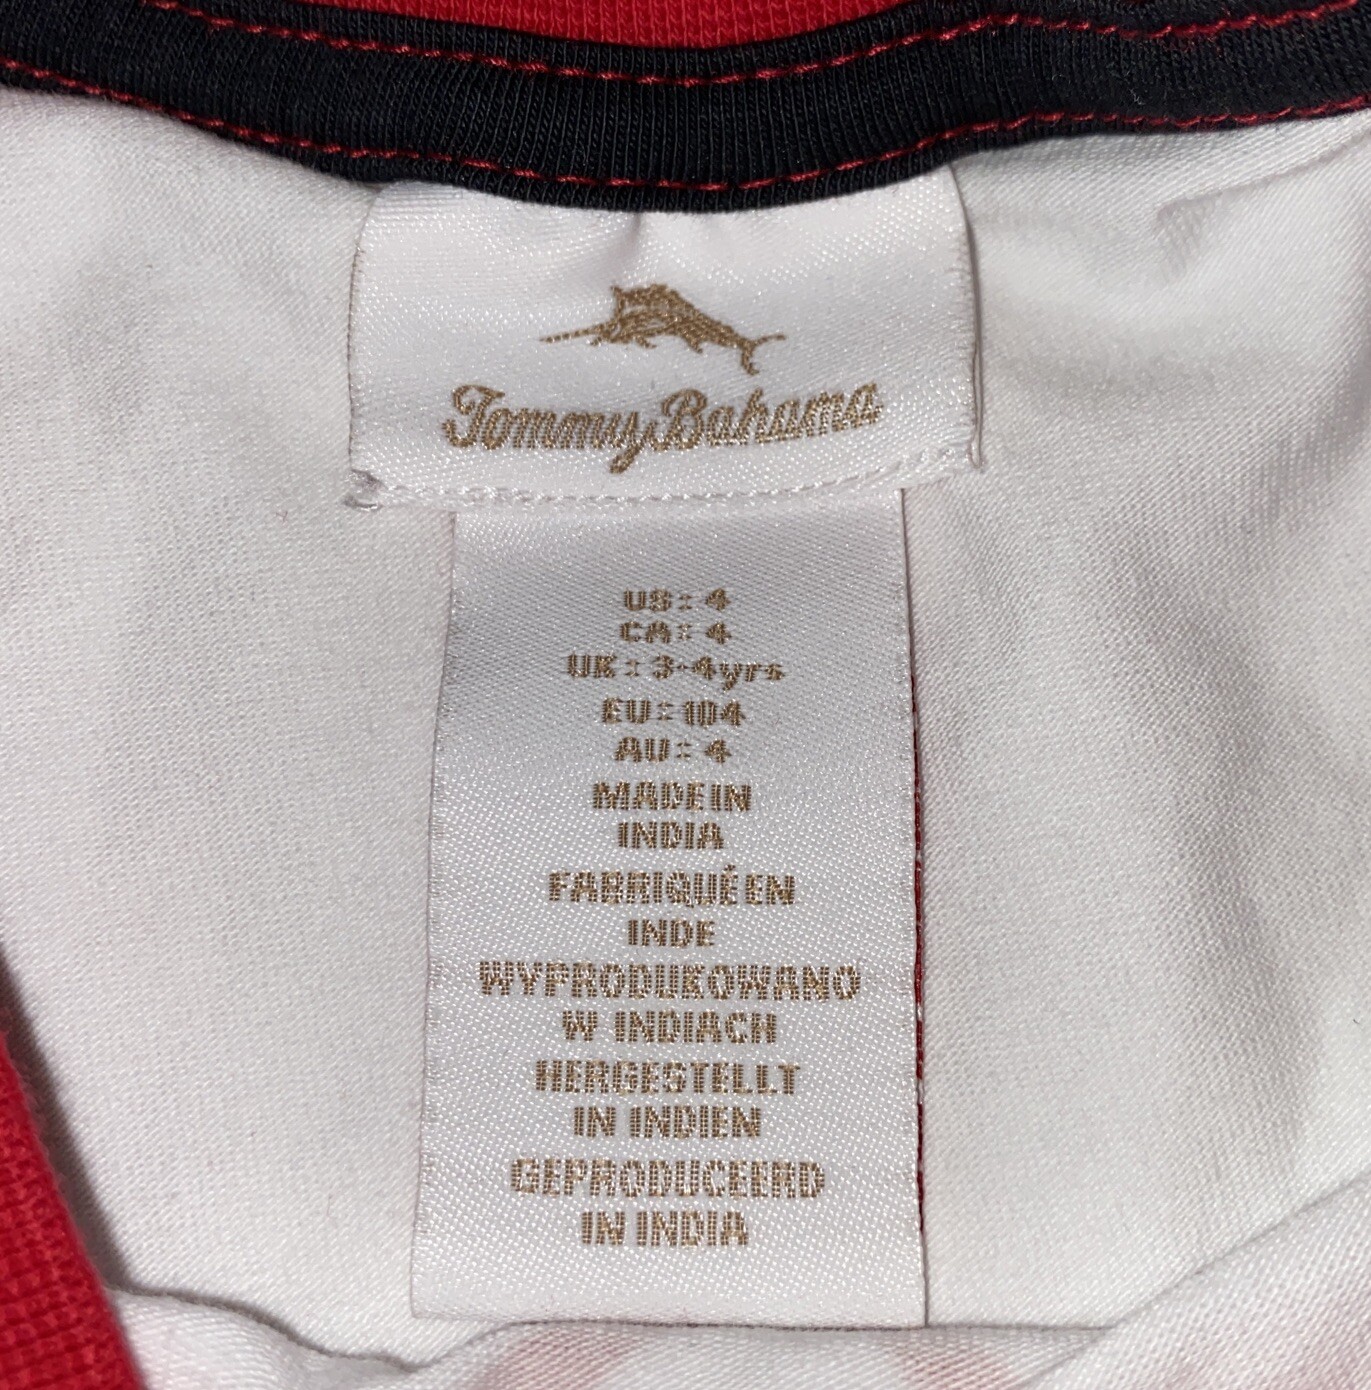 Tommy Bahama
US: 4
CA: 4
UK: 3-4yrs
EU: 104
AU: 4
MADE IN
INDIA
FABRIQUÉ EN
INDE
WYPRODUKOWANO
W INDIACH
HERGESTELLT
IN INDIEN
GEPRODUCEERD
IN INDIA